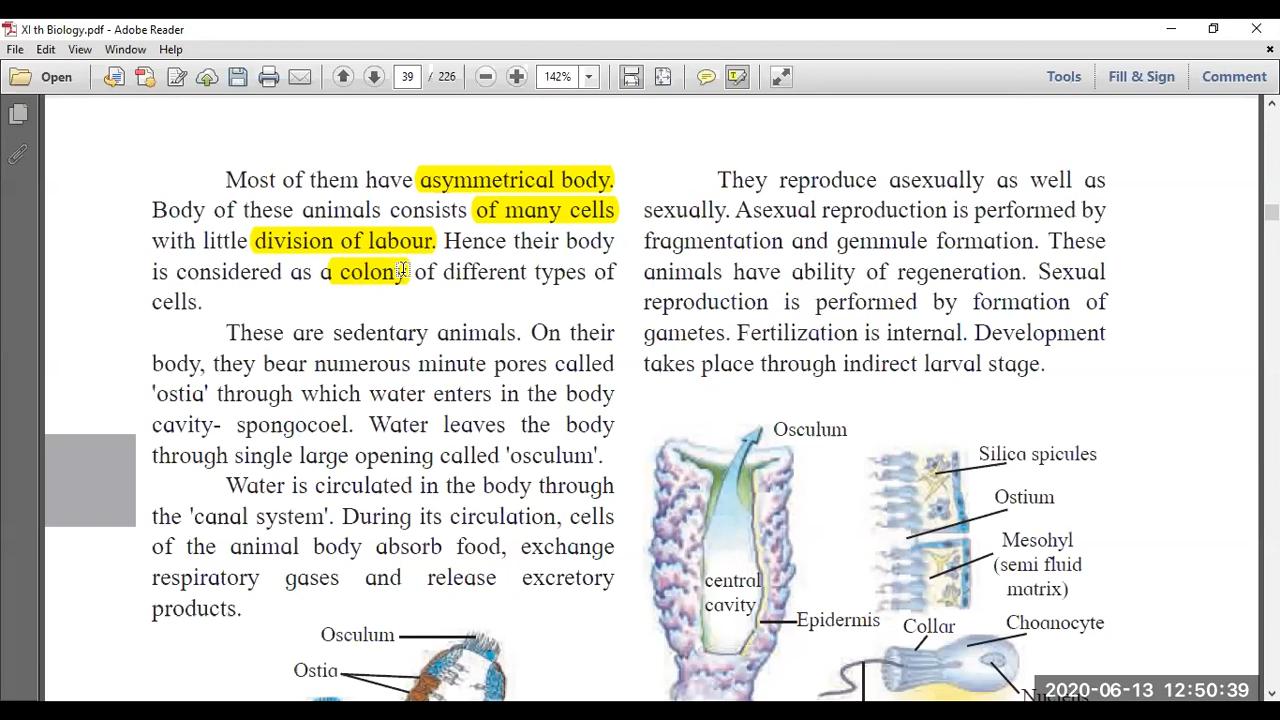 XI th Biology.pdf - Adobe Reader
File Edit View Window Help
Open 39 / 226 142% Tools Fill & Sign Comment
Most of them have asymmetrical body.
Body of these animals consists of many cells
with little division of labour. Hence their body
is considered as a colony of different types of
cells.
These are sedentary animals. On their
body, they bear numerous minute pores called
'ostia' through which water enters in the body
cavity- spongocoel. Water leaves the body
through single large opening called 'osculum'.
Water is circulated in the body through
the 'canal system'. During its circulation, cells
of the animal body absorb food, exchange
respiratory gases and release excretory
products.
Osculum
Ostia
They reproduce asexually as well as
sexually. Asexual reproduction is performed by
fragmentation and gemmule formation. These
animals have ability of regeneration. Sexual
reproduction is performed by formation of
gametes. Fertilization is internal. Development
takes place through indirect larval stage.
Osculum
Silica spicules
Ostium
Mesohyl
(semi fluid
matrix)
central
cavity
Epidermis
Collar
Choanocyte
Nucleus
2020-06-13 12:50:39